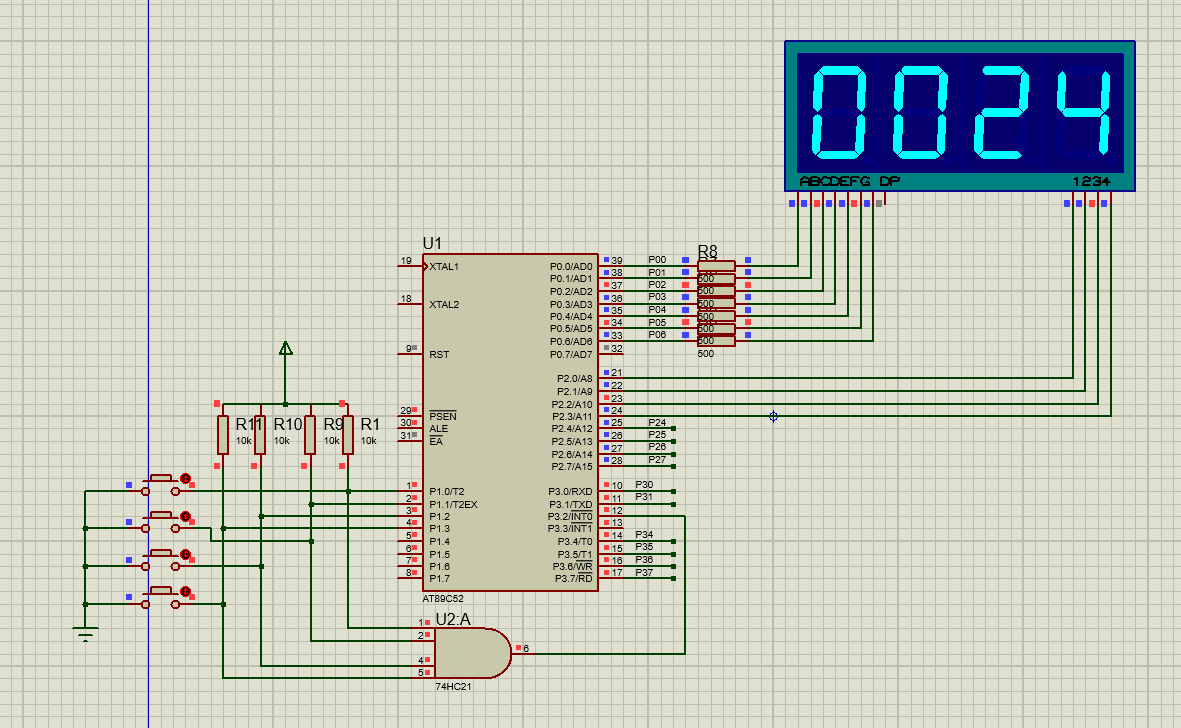 0024
ABCDEFG DP
1234
U1
19 XTAL1
18 XTAL2
9 RST
29 PSEN
30 ALE
31 EA
1 P1.0/T2
2 P1.1/T2EX
3 P1.2
4 P1.3
5 P1.4
6 P1.5
7 P1.6
8 P1.7
P0.0/AD0 39 P00
P0.1/AD1 38 P01
P0.2/AD2 37 P02
P0.3/AD3 36 P03
P0.4/AD4 35 P04
P0.5/AD5 34 P05
P0.6/AD6 33 P06
P0.7/AD7 32
P2.0/A8 21
P2.1/A9 22
P2.2/A10 23
P2.3/A11 24
P2.4/A12 25 P24
P2.5/A13 26 P25
P2.6/A14 27 P26
P2.7/A15 28 P27
P3.0/RXD 10 P30
P3.1/TXD 11 P31
P3.2/INT0 12
P3.3/INT1 13
P3.4/T0 14 P34
P3.5/T1 15 P35
P3.6/WR 16 P36
P3.7/RD 17 P37
AT89C52
R8
500
500
500
500
500
500
500
R11 R10 R9 R1
10k 10k 10k 10k
U2:A
1
2
4
5
6
74HC21